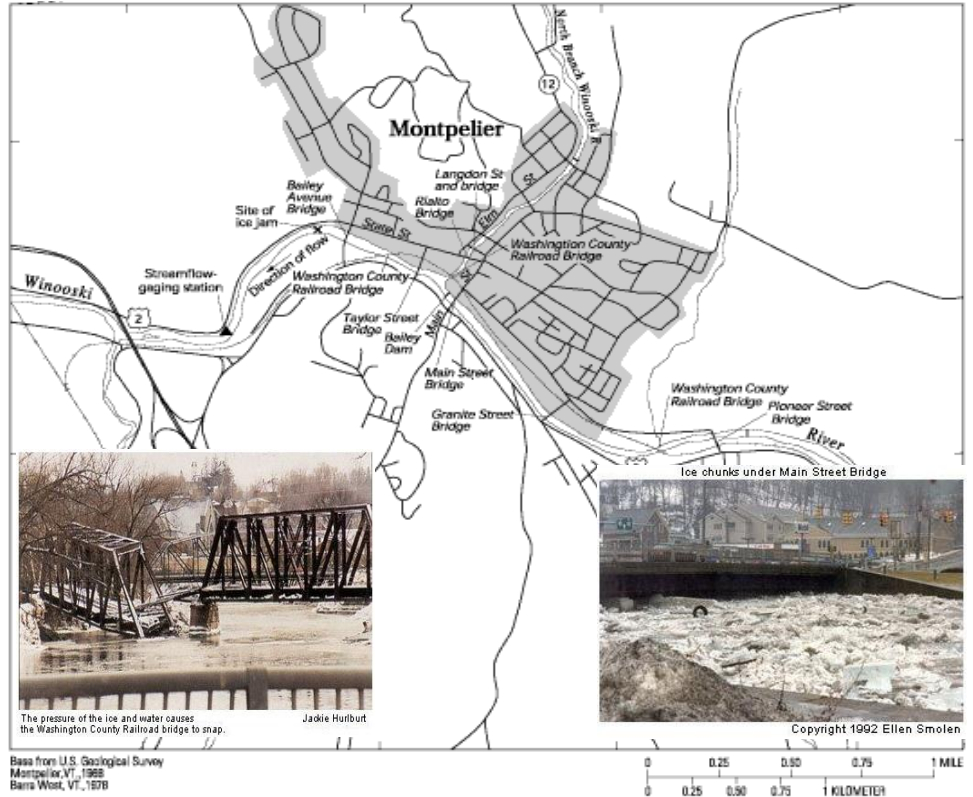 North Branch Winooski R
12
Montpelier
Langdon St
and bridge
St
Bailey
Avenue
Bridge
Rialto
Bridge
Elm
Site of
ice jam
State St
Washington County
Railroad Bridge
Direction of flow
Streamflow-
gaging station
Washington County
Railroad Bridge
St
Winooski
2
Taylor Street
Bridge
Main
Bailey
Dam
Main Street
Bridge
Washington County
Railroad Bridge
Granite Street
Bridge
Pioneer Street
Bridge
River
Ice chunks under Main Street Bridge
The pressure of the ice and water causes
the Washington County Railroad bridge to snap.
Jackie Hurlburt
Copyright 1992 Ellen Smolen
Base from U.S. Geological Survey
Montpelier,VT.,1968
Barre West, VT.,1978
0 0.25 0.50 0.75 1 MILE
0 0.25 0.50 0.75 1 KILOMETER